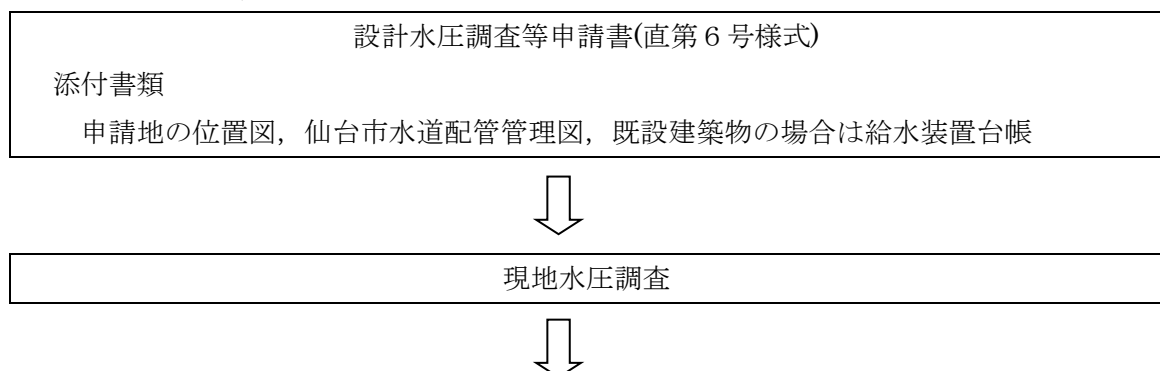 設計水圧調査等申請書(直第６号様式)
添付書類
申請地の位置図，仙台市水道配管管理図，既設建築物の場合は給水装置台帳
現地水圧調査